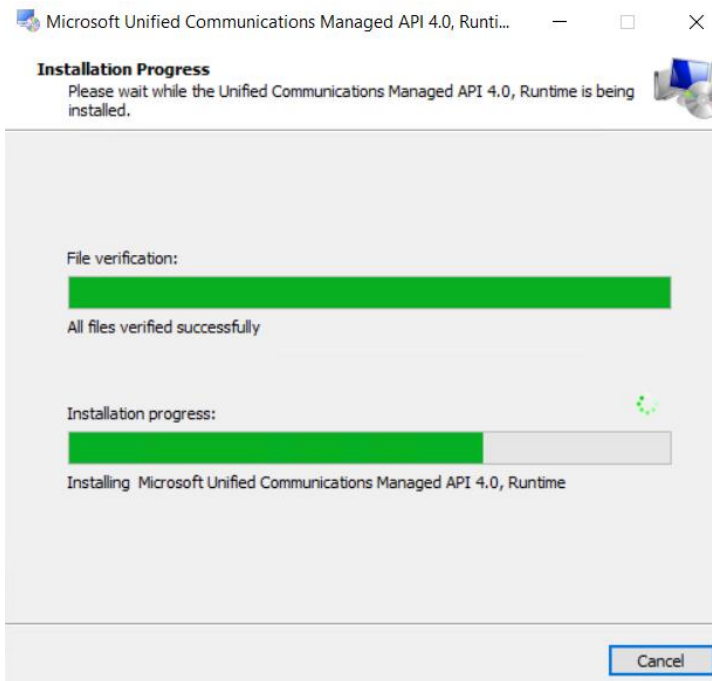 Microsoft Unified Communications Managed API 4.0, Runti...
Installation Progress
Please wait while the Unified Communications Managed API 4.0, Runtime is being
installed.
File verification:
All files verified successfully
Installation progress:
Installing Microsoft Unified Communications Managed API 4.0, Runtime
Cancel